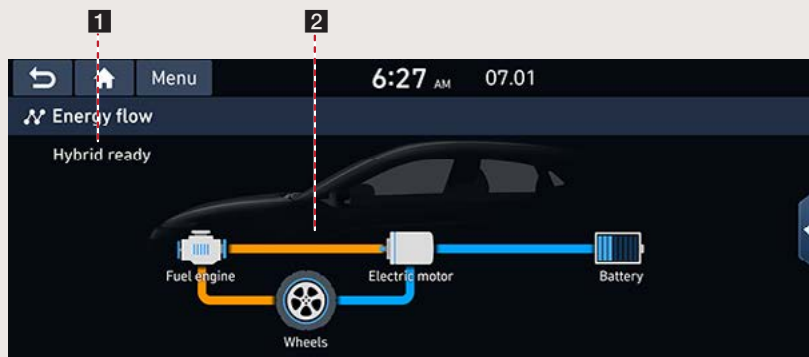 1 2
Menu 6:27 AM 07.01
Energy flow
Hybrid ready
Fuel engine Electric motor Battery
Wheels